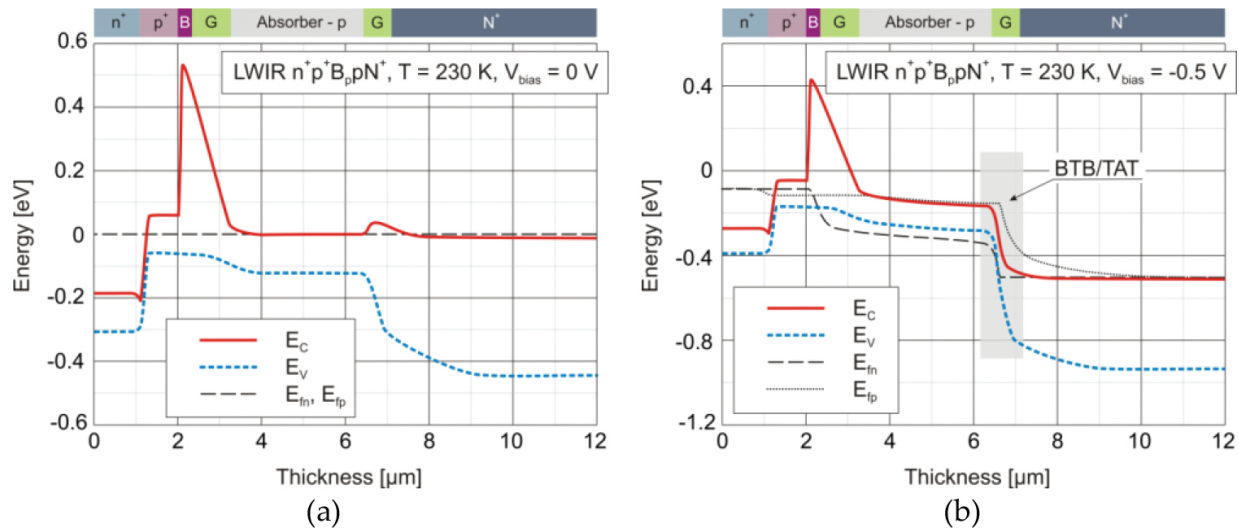 n⁺ p⁺ B G Absorber - p G N⁺
LWIR n⁺p⁺BₚpN⁺, T = 230 K, V_bias = 0 V
0.6
0.4
0.2
0
-0.2
-0.4
-0.6
Energy [eV]
E_C
E_V
E_fn, E_fp
0 2 4 6 8 10 12
Thickness [μm]
(a)
n⁺ p⁺ B G Absorber - p G N⁺
LWIR n⁺p⁺BₚpN⁺, T = 230 K, V_bias = -0.5 V
BTB/TAT
0.4
0
-0.4
-0.8
-1.2
Energy [eV]
E_C
E_V
E_fn
E_fp
0 2 4 6 8 10 12
Thickness [μm]
(b)